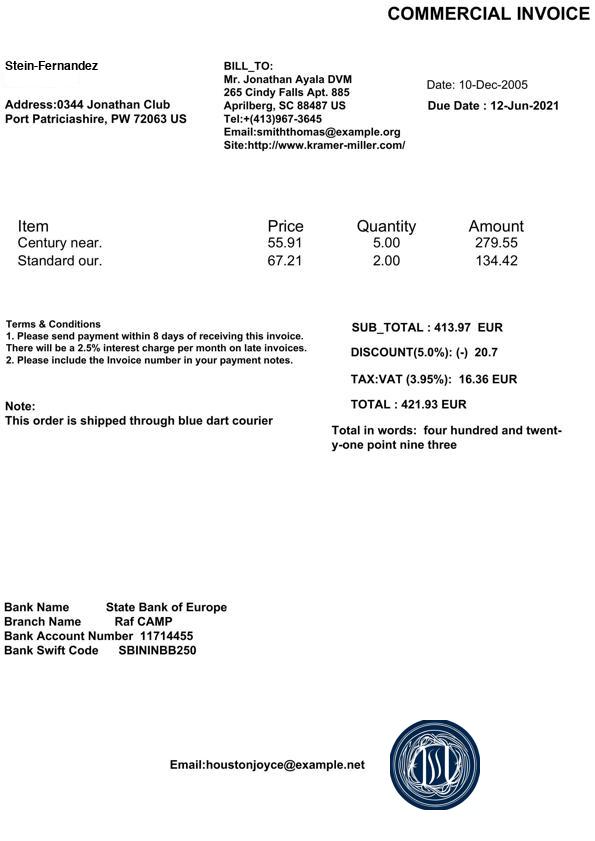 COMMERCIAL INVOICE
Stein-Fernandez
Address:0344 Jonathan Club
Port Patriciashire, PW 72063 US
BILL_TO:
Mr. Jonathan Ayala DVM
265 Cindy Falls Apt. 885
Aprilberg, SC 88487 US
Tel:+(413)967-3645
Email:smiththomas@example.org
Site:http://www.kramer-miller.com/
Date: 10-Dec-2005
Due Date : 12-Jun-2021
Item Price Quantity Amount
Century near. 55.91 5.00 279.55
Standard our. 67.21 2.00 134.42
Terms & Conditions
1. Please send payment within 8 days of receiving this invoice.
There will be a 2.5% interest charge per month on late invoices.
2. Please include the Invoice number in your payment notes.
Note:
This order is shipped through blue dart courier
SUB_TOTAL : 413.97 EUR
DISCOUNT(5.0%): (-) 20.7
TAX:VAT (3.95%): 16.36 EUR
TOTAL : 421.93 EUR
Total in words: four hundred and twent-
y-one point nine three
Bank Name State Bank of Europe
Branch Name Raf CAMP
Bank Account Number 11714455
Bank Swift Code SBININBB250
Email:houstonjoyce@example.net